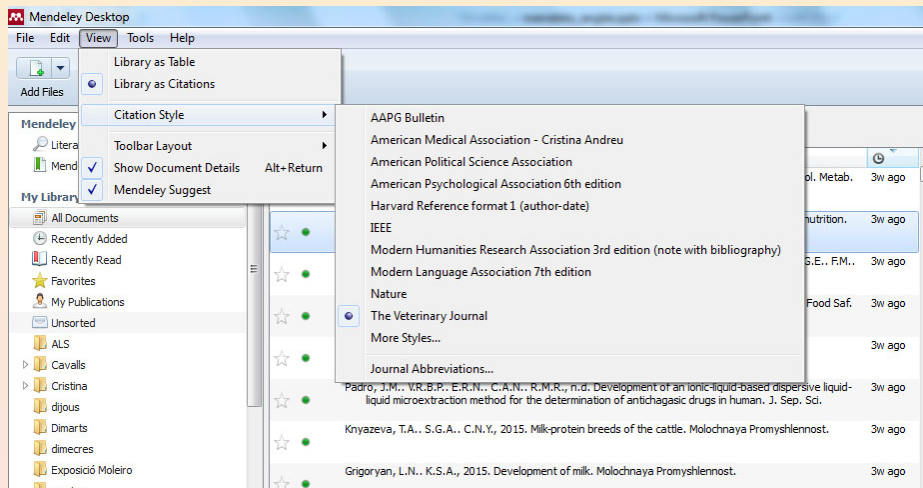 Mendeley Desktop
File Edit View Tools Help
Add Files
Library as Table
Library as Citations
Citation Style
Toolbar Layout
Show Document Details Alt+Return
Mendeley Suggest
AAPG Bulletin
American Medical Association - Cristina Andreu
American Political Science Association
American Psychological Association 6th edition
Harvard Reference format 1 (author-date)
IEEE
Modern Humanities Research Association 3rd edition (note with bibliography)
Modern Language Association 7th edition
Nature
The Veterinary Journal
More Styles...
Journal Abbreviations...
Mendeley
Litera
Mend
My Library
All Documents
Recently Added
Recently Read
Favorites
My Publications
Unsorted
ALS
Cavalls
Cristina
dijous
Dimarts
dimecres
Exposició Moleiro
ol. Metab. 3w ago
nutrition. 3w ago
S.E.. F.M.. 3w ago
Food Saf. 3w ago
3w ago
Padro, J.M.. V.R.B.P.. E.R.N.. C.A.N.. R.M.R., n.d. Development of an ionic-liquid-based dispersive liquid- 3w ago
liquid microextraction method for the determination of antichagasic drugs in human. J. Sep. Sci.
Knyazeva, T.A.. S.G.A.. C.N.Y., 2015. Milk-protein breeds of the cattle. Molochnaya Promyshlennost. 3w ago
Grigoryan, L.N.. K.S.A., 2015. Development of milk. Molochnaya Promyshlennost. 3w ago